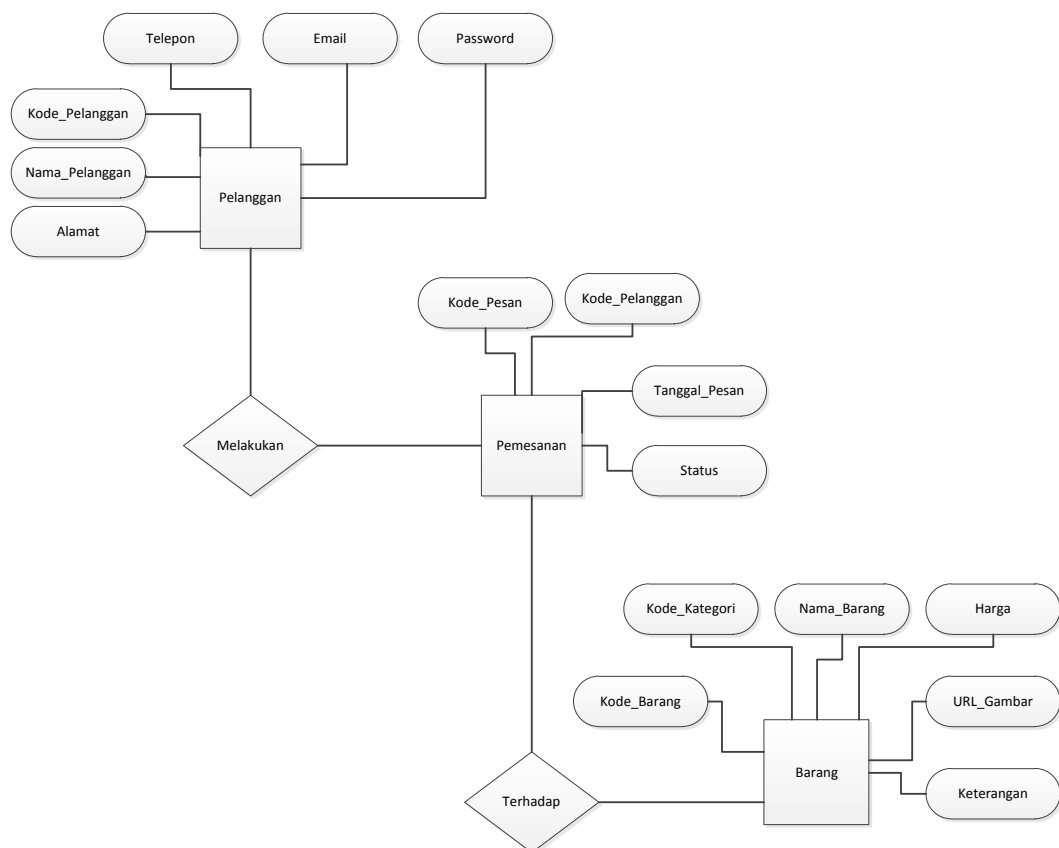 Telepon
Email
Password
Kode_Pelanggan
Nama_Pelanggan
Pelanggan
Alamat
Kode_Pesan
Kode_Pelanggan
Tanggal_Pesan
Melakukan
Pemesanan
Status
Kode_Kategori
Nama_Barang
Harga
Kode_Barang
URL_Gambar
Barang
Terhadap
Keterangan